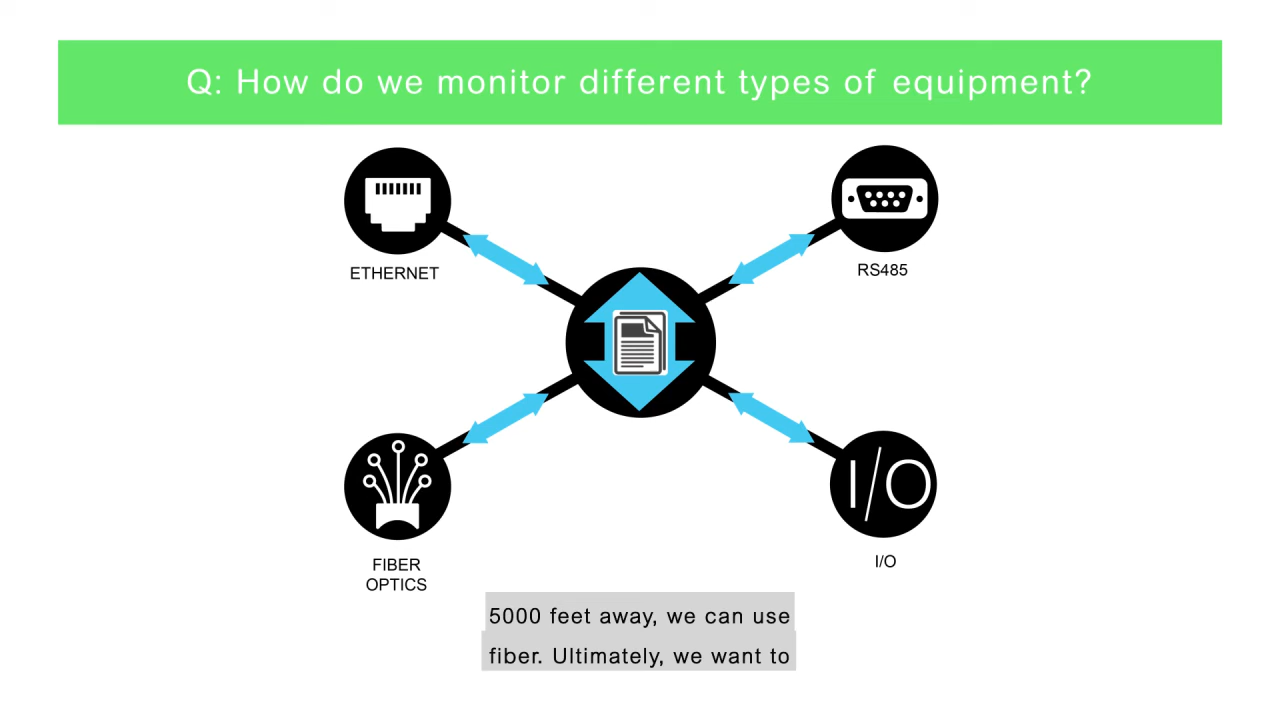 Q: How do we monitor different types of equipment?
ETHERNET
RS485
I/O
FIBER
OPTICS
I/O
5000 feet away, we can use
fiber. Ultimately, we want to